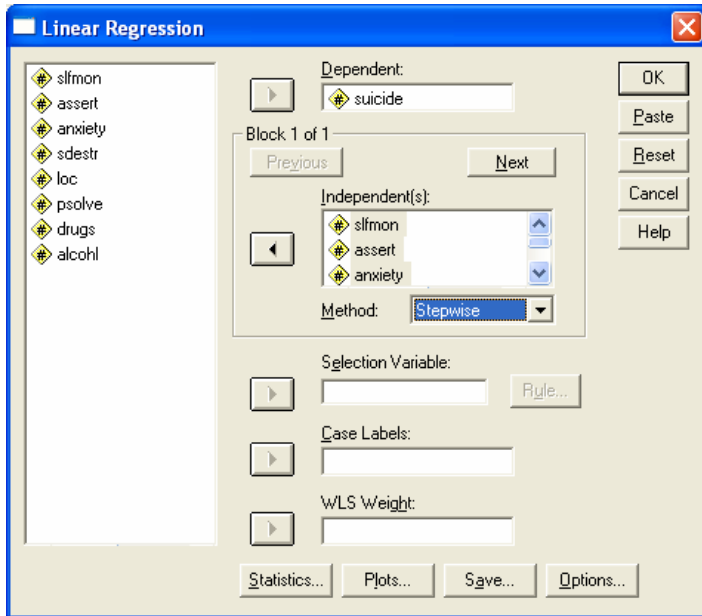 Linear Regression
slfmon
assert
anxiety
sdestr
loc
psolve
drugs
alcohl
Dependent:
suicide
Block 1 of 1
Previous
Next
Independent(s):
slfmon
assert
anxiety
Method:
Stepwise
Selection Variable:
Rule...
Case Labels:
WLS Weight:
OK
Paste
Reset
Cancel
Help
Statistics...
Plots...
Save...
Options...